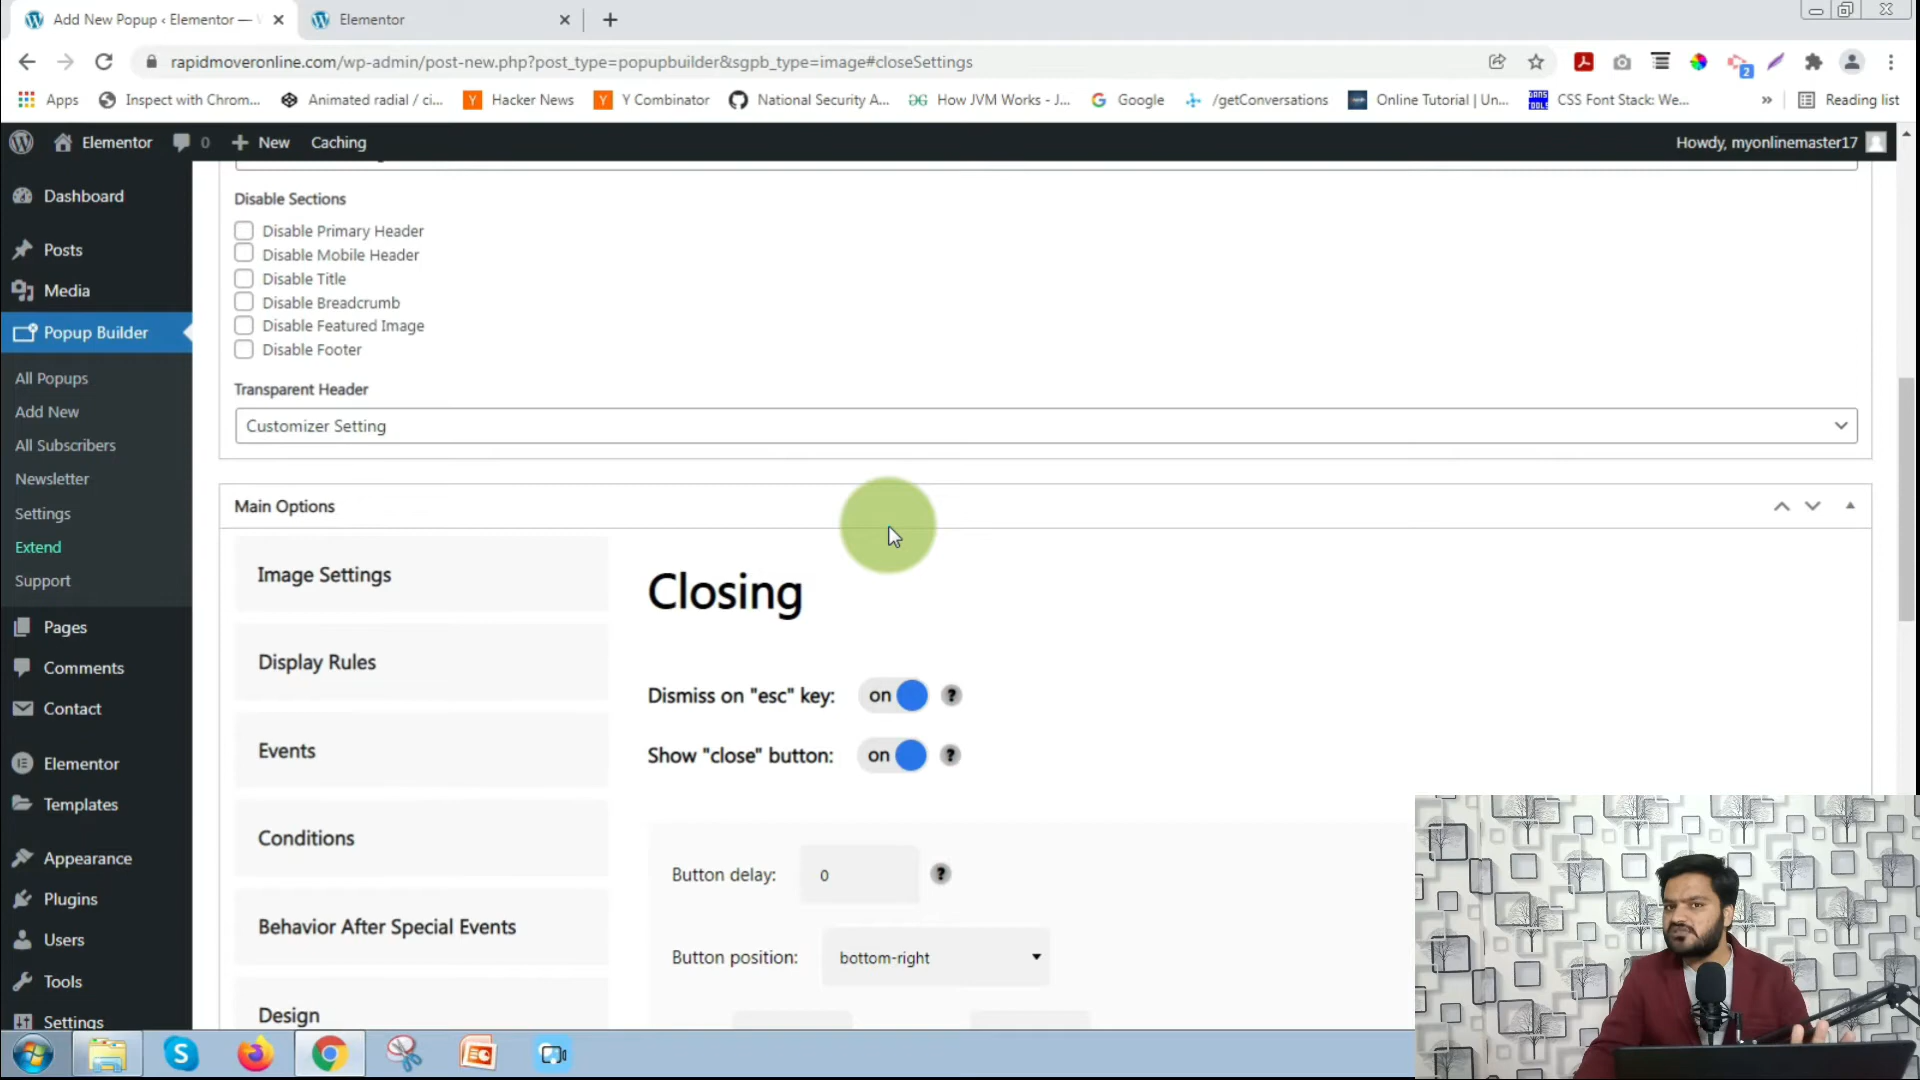 Add New Popup ‹ Elementor —
Elementor
rapidmoveronline.com/wp-admin/post-new.php?post_type=popupbuilder&sgpb_type=image#closeSettings
2
Apps
Inspect with Chrom...
Animated radial / ci...
Y
Hacker News
Y
Y Combinator
National Security A...
How JVM Works - J...
Google
/getConversations
Online Tutorial | Un...
CSS Font Stack: We...
»
Reading list
Elementor
0
New
Caching
Howdy, myonlinemaster17
Dashboard
Posts
Media
Popup Builder
All Popups
Add New
All Subscribers
Newsletter
Settings
Extend
Support
Pages
Comments
Contact
Elementor
Templates
Appearance
Plugins
Users
Tools
Settings
Disable Sections
Disable Primary Header
Disable Mobile Header
Disable Title
Disable Breadcrumb
Disable Featured Image
Disable Footer
Transparent Header
Customizer Setting
Main Options
Image Settings
Display Rules
Events
Conditions
Behavior After Special Events
Design
Closing
Dismiss on "esc" key: on ?
Show "close" button: on ?
Button delay: 0 ?
Button position: bottom-right